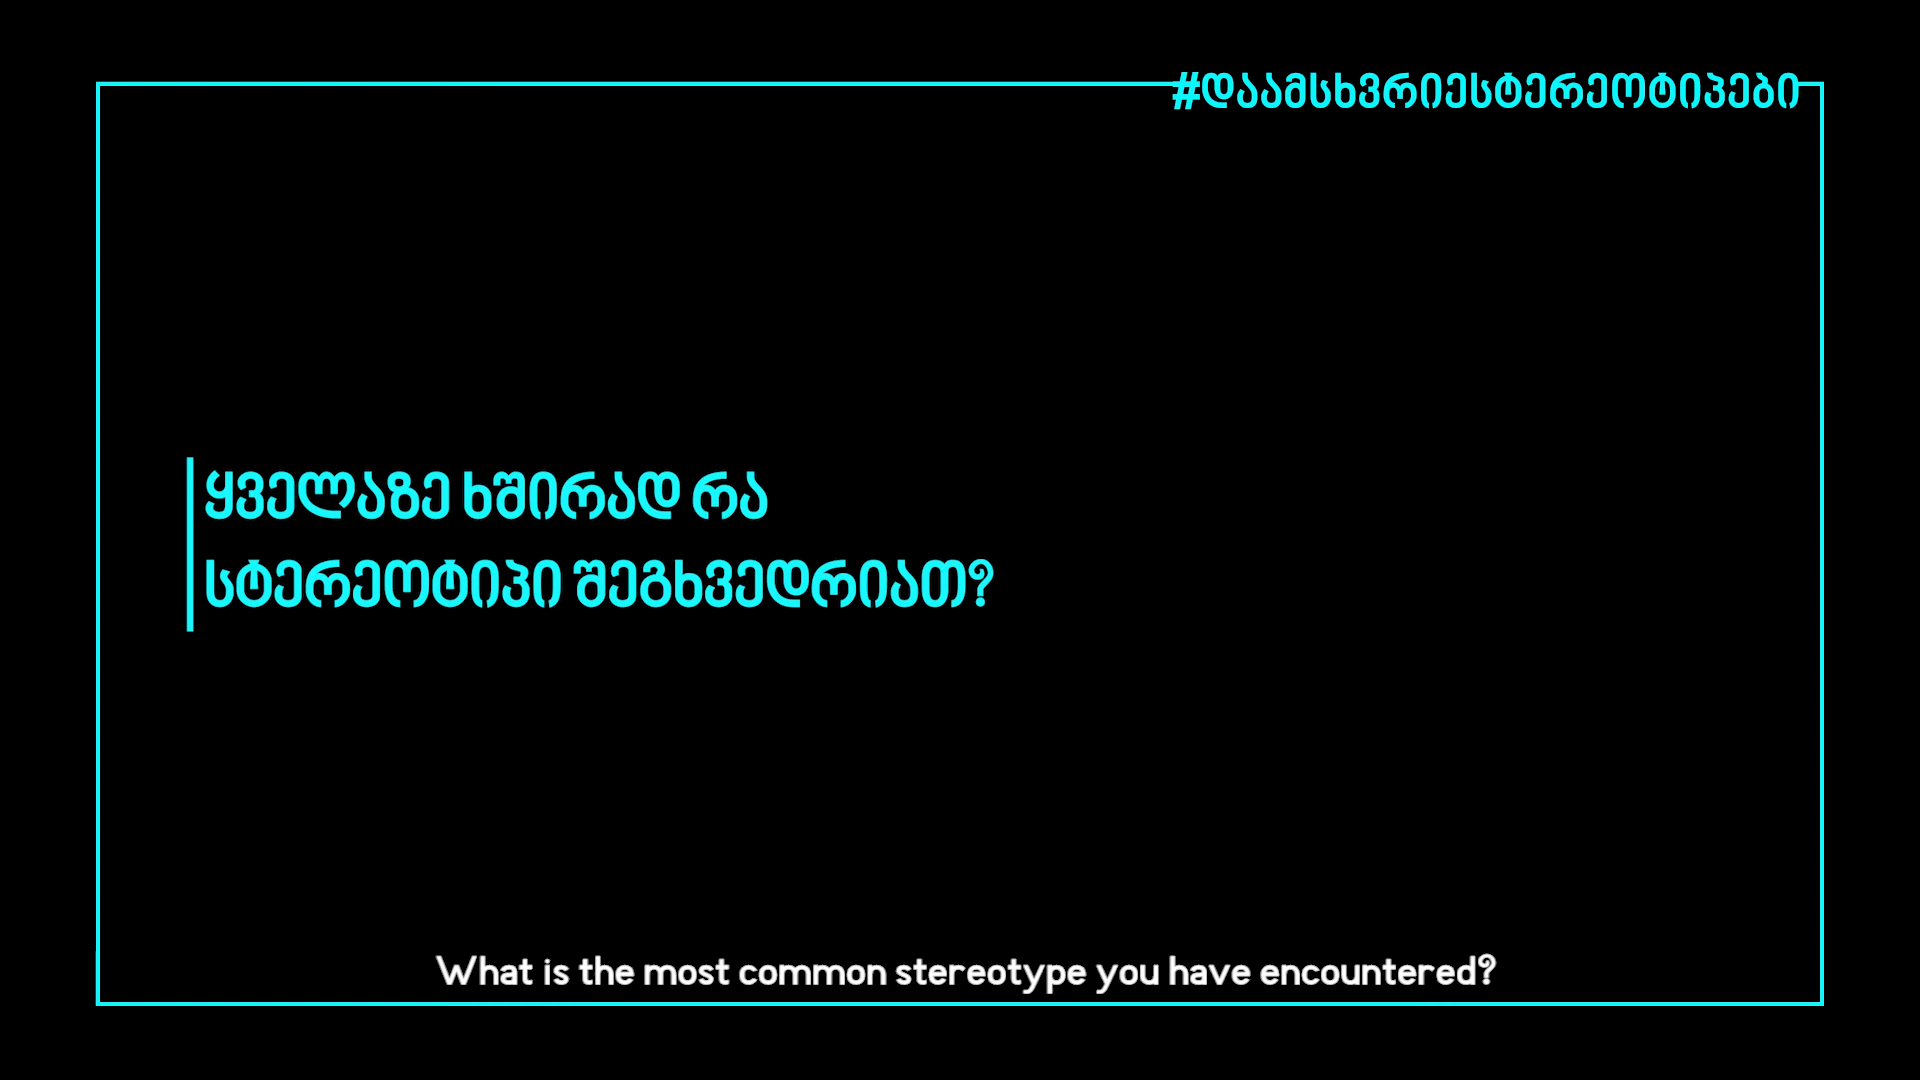 #დაამსხვრიესტერეოტიპები
ყველაზე ხშირად რა
სტერეოტიპი შეგხვედრიათ?
What is the most common stereotype you have encountered?